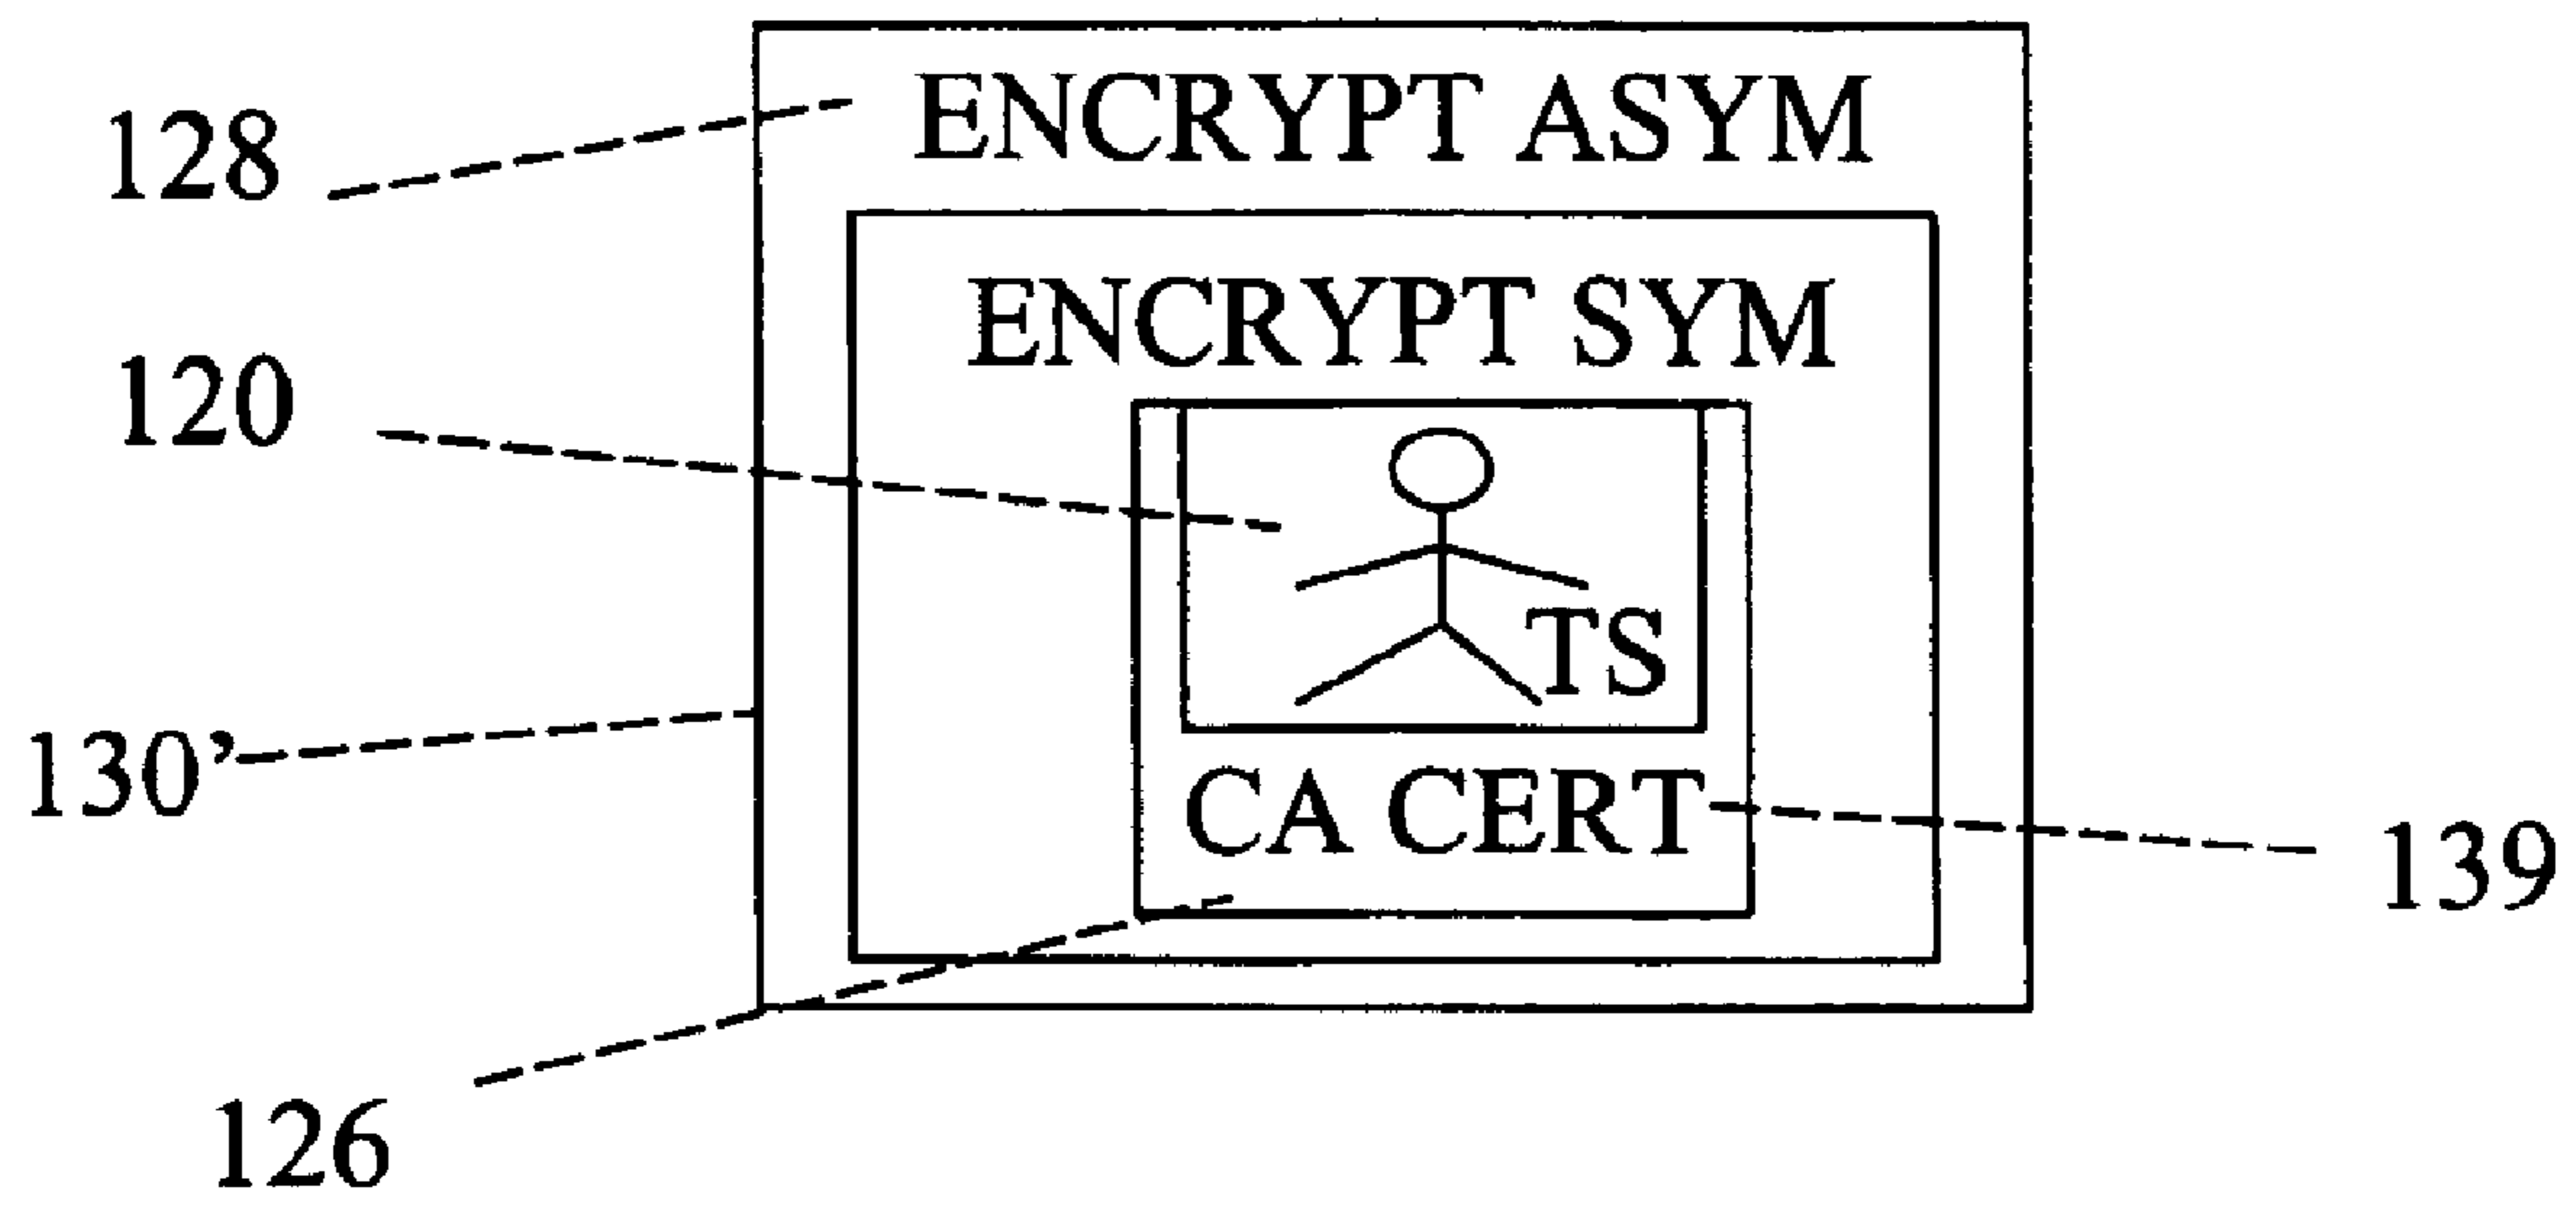 ENCRYPT ASYM
128
ENCRYPT SYM
120
TS
130’
CA CERT
139
126